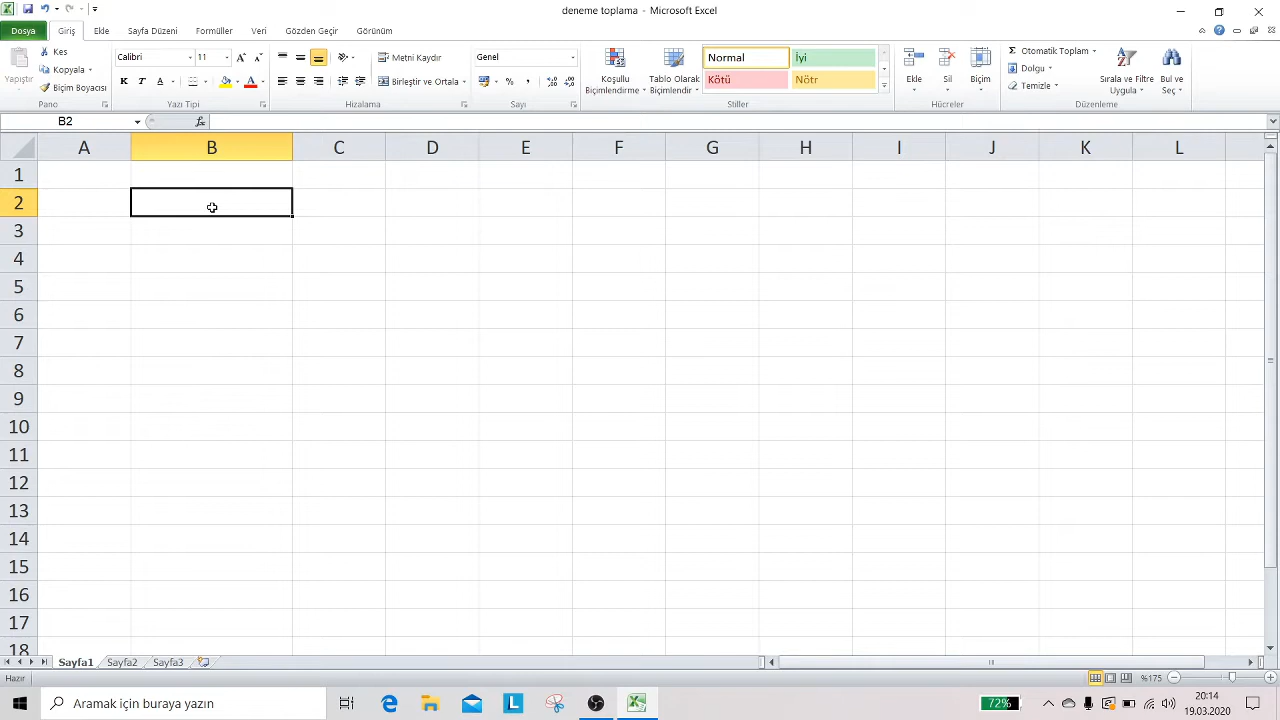 deneme toplama - Microsoft Excel
Dosya Giriş Ekle Sayfa Düzeni Formüller Veri Gözden Geçir Görünüm
Yapıştır
Kes
Kopyala
Biçim Boyacısı
Pano
Calibri 11
K T A
Yazı Tipi
Metni Kaydır
Birleştir ve Ortala
Hizalama
Genel
%
Sayı
Koşullu Biçimlendirme
Tablo Olarak Biçimlendir
Normal İyi
Kötü Nötr
Stiller
Ekle Sil Biçim
Hücreler
Σ Otomatik Toplam
Dolgu
Temizle
Sırala ve Filtre Uygula
Bul ve Seç
Düzenleme
B2 fx
A B C D E F G H I J K L
1
2
3
4
5
6
7
8
9
10
11
12
13
14
15
16
17
18
Sayfa1 Sayfa2 Sayfa3
Hazır %175
Aramak için buraya yazın
L
72%
20:14
19.03.2020